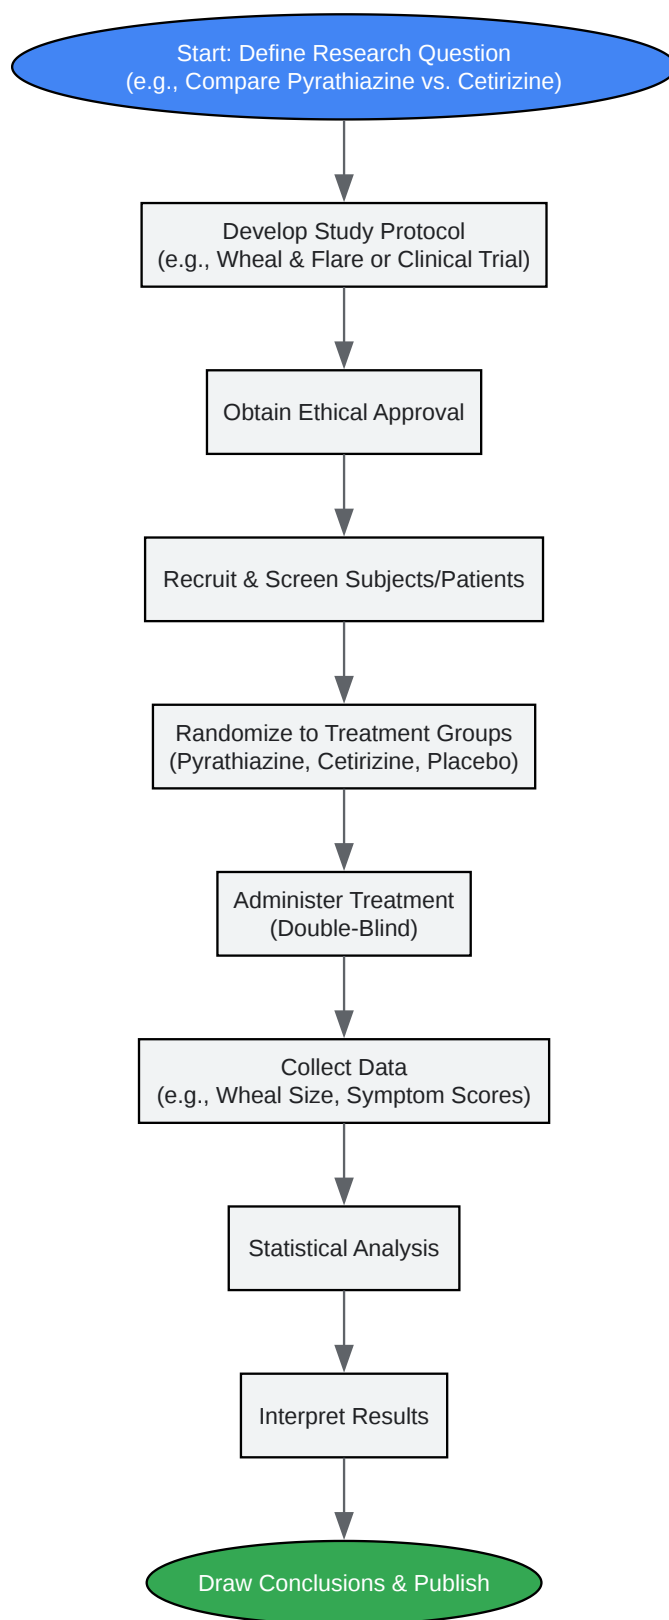 Start: Define Research Question
(e.g., Compare Pyrathiazine vs. Cetirizine)
Develop Study Protocol
(e.g., Wheal & Flare or Clinical Trial)
Obtain Ethical Approval
Recruit & Screen Subjects/Patients
Randomize to Treatment Groups
(Pyrathiazine, Cetirizine, Placebo)
Administer Treatment
(Double-Blind)
Collect Data
(e.g., Wheal Size, Symptom Scores)
Statistical Analysis
Interpret Results
Draw Conclusions & Publish